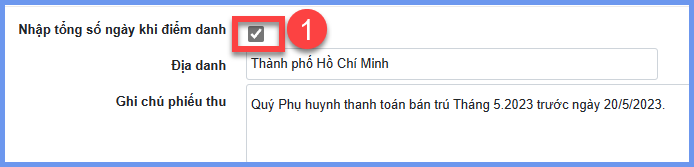 Nhập tổng số ngày khi điểm danh
1
Địa danh
Thành phố Hồ Chí Minh
Ghi chú phiếu thu
Quý Phụ huynh thanh toán bán trú Tháng 5.2023 trước ngày 20/5/2023.